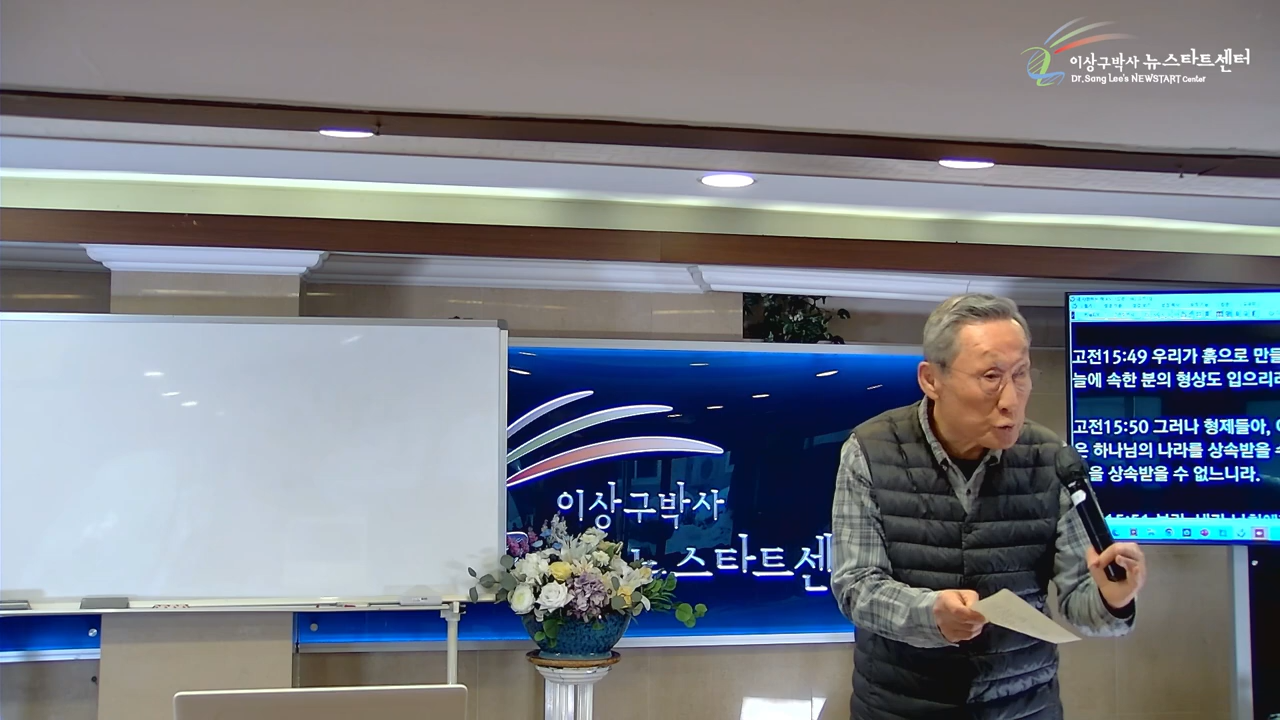 이상구박사 뉴스타트센터
Dr. Sang Lee's NEWSTART Center
이상구박사
뉴스타트센
고전15:49 우리가 흙으로 만들
늘에 속한 분의 형상도 입으리라
고전15:50 그러나 형제들아,
은 하나님의 나라를 상속받을 수
을 상속받을 수 없느니라.